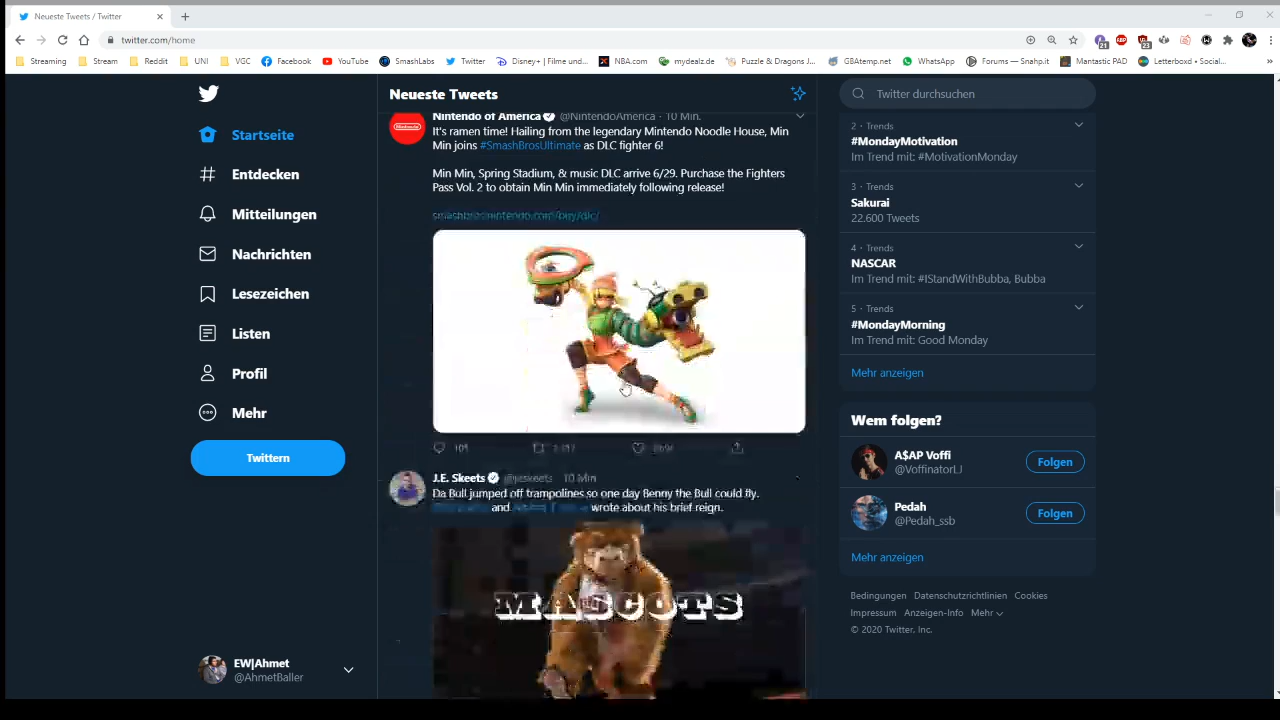 Neueste Tweets / Twitter
twitter.com/home
21
ABP
23
Streaming
Stream
Reddit
UNI
VGC
Facebook
YouTube
SmashLabs
Twitter
Disney+ | Filme und...
NBA.com
mydealz.de
Puzzle & Dragons J...
GBAtemp.net
WhatsApp
Forums — Snahp.it
Mantastic PAD
Letterboxd • Social...
Startseite
Entdecken
Mitteilungen
Nachrichten
Lesezeichen
Listen
Profil
Mehr
Twittern
EW|Ahmet
@AhmetBaller
Neueste Tweets
Nintendo of America @NintendoAmerica · 10 Min.
It's ramen time! Hailing from the legendary Mintendo Noodle House, Min
Min joins #SmashBrosUltimate as DLC fighter 6!
Min Min, Spring Stadium, & music DLC arrive 6/29. Purchase the Fighters
Pass Vol. 2 to obtain Min Min immediately following release!
J.E. Skeets @jeskeets · 10 Min
Da Bull jumped off trampolines so one day Benny the Bull could fly.
and wrote about his brief reign.
MASCOTS
Twitter durchsuchen
2 · Trends
#MondayMotivation
Im Trend mit: #MotivationMonday
3 · Trends
Sakurai
22.600 Tweets
4 · Trends
NASCAR
Im Trend mit: #IStandWithBubba, Bubba
5 · Trends
#MondayMorning
Im Trend mit: Good Monday
Mehr anzeigen
Wem folgen?
A$AP Voffi
@VoffinatorLJ
Folgen
Pedah
@Pedah_ssb
Folgen
Mehr anzeigen
Bedingungen Datenschutzrichtlinien Cookies
Impressum Anzeigen-Info Mehr
© 2020 Twitter, Inc.